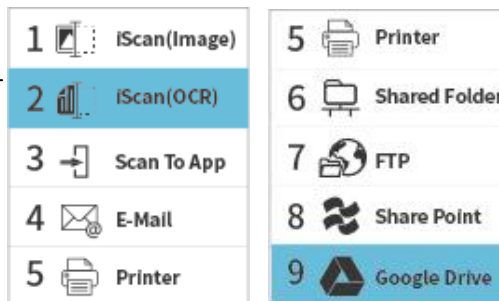 1 iScan(Image)
2 iScan(OCR)
3 Scan To App
4 @ E-Mail
5 Printer
5 Printer
6 Shared Folder
7 FTP
8 Share Point
9 Google Drive